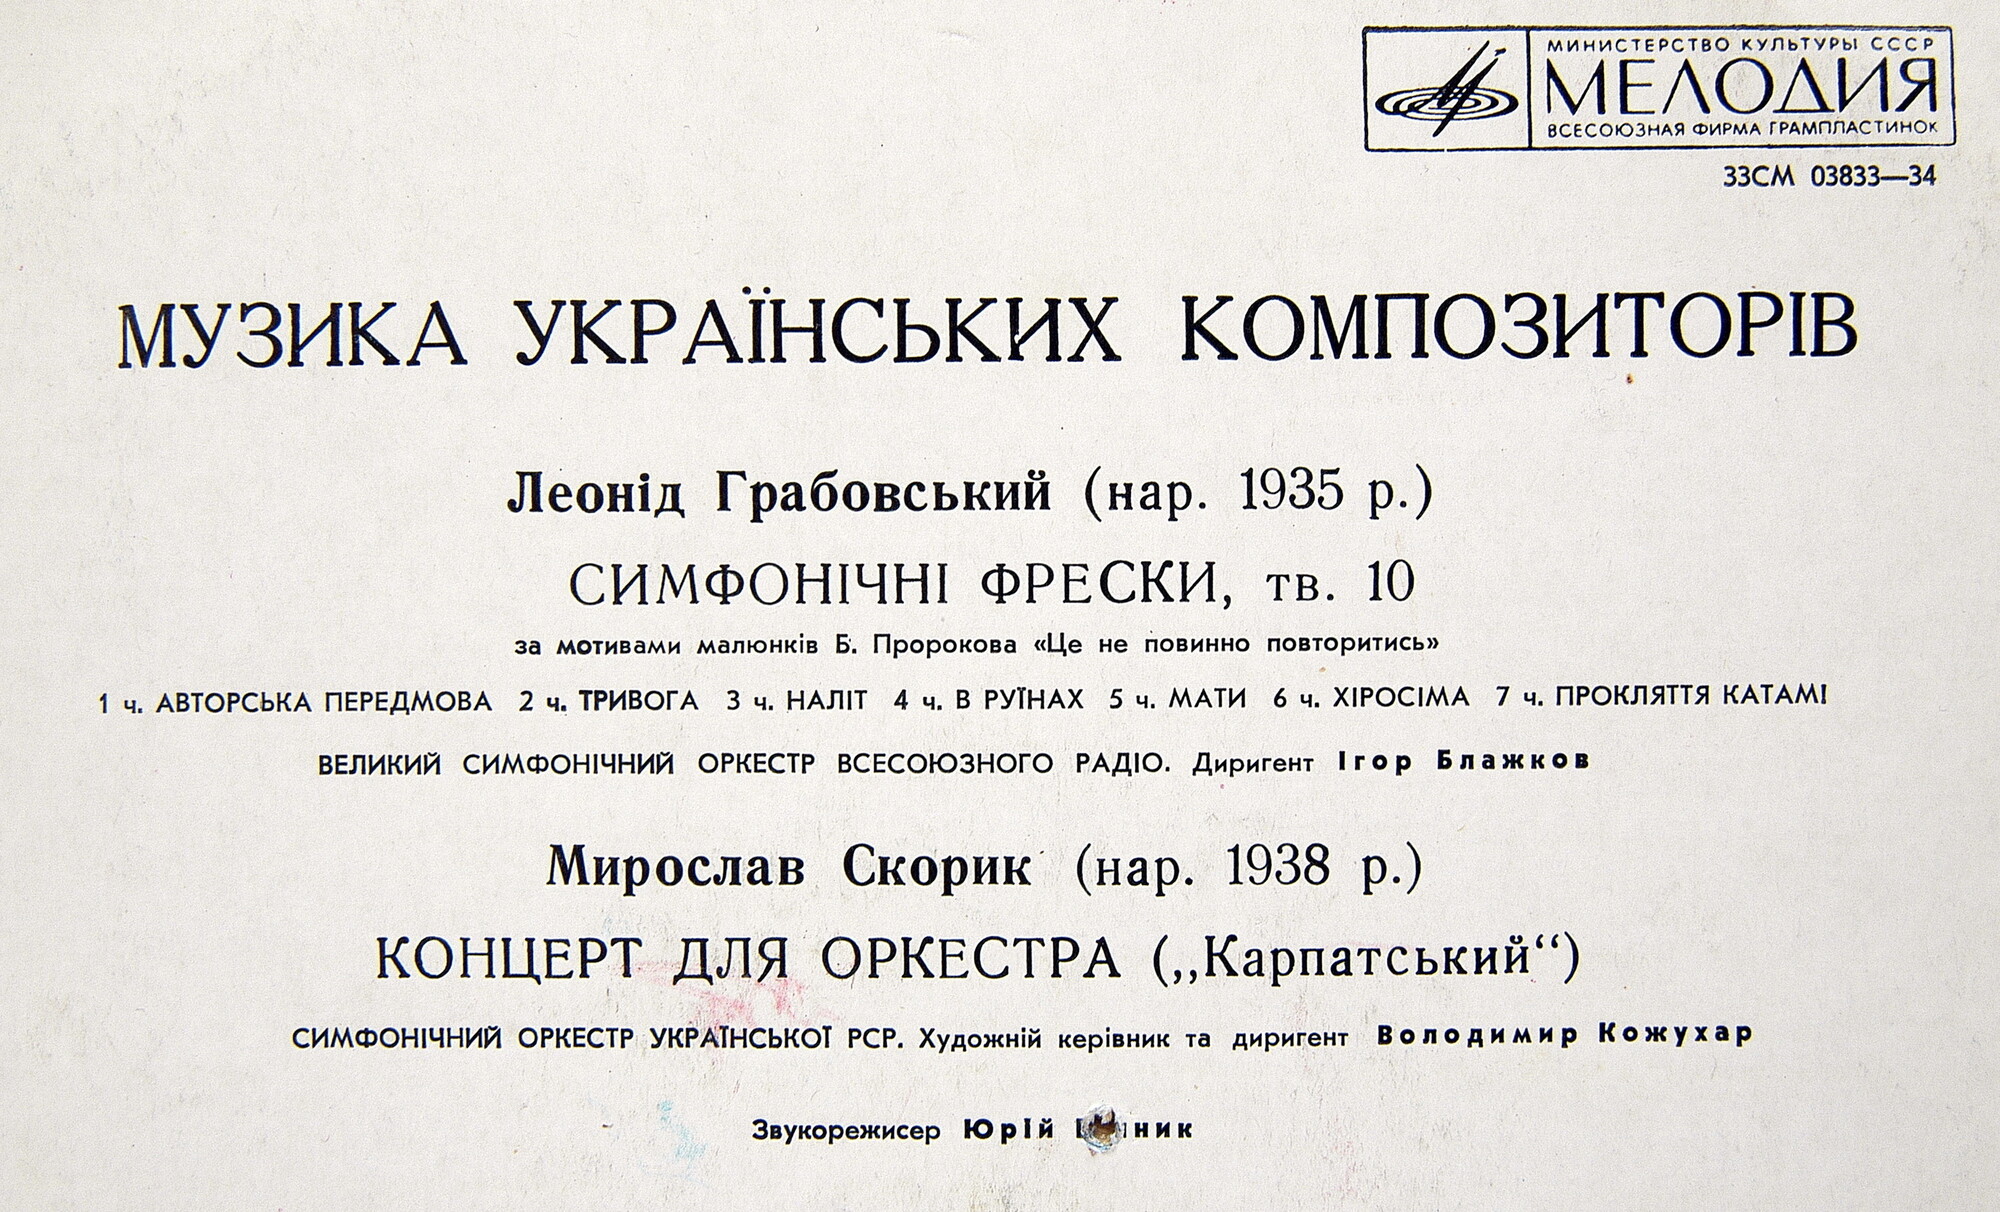 МИНИСТЕРСТВО КУЛЬТУРЫ СССР
МЕЛОДИЯ
ВСЕСОЮЗНАЯ ФИРМА ГРАМПЛАСТИНОК
33СМ 03833—34
МУЗИКА УКРАЇНСЬКИХ КОМПОЗИТОРІВ
Леонід Грабовський (нар. 1935 р.)
СИМФОНІЧНІ ФРЕСКИ, тв. 10
за мотивами малюнків Б. Пророкова «Це не повинно повторитись»
1 ч. АВТОРСЬКА ПЕРЕДМОВА 2 ч. ТРИВОГА 3 ч. НАЛІТ 4 ч. В РУЇНАХ 5 ч. МАТИ 6 ч. ХІРОСІМА 7 ч. ПРОКЛЯТТЯ КАТАМ!
ВЕЛИКИЙ СИМФОНІЧНИЙ ОРКЕСТР ВСЕСОЮЗНОГО РАДІО. Диригент Ігор Блажков
Мирослав Скорик (нар. 1938 р.)
КОНЦЕРТ ДЛЯ ОРКЕСТРА („Карпатський“)
СИМФОНІЧНИЙ ОРКЕСТР УКРАЇНСЬКОЇ РСР. Художній керівник та диригент Володимир Кожухар
Звукорежисер Юрій